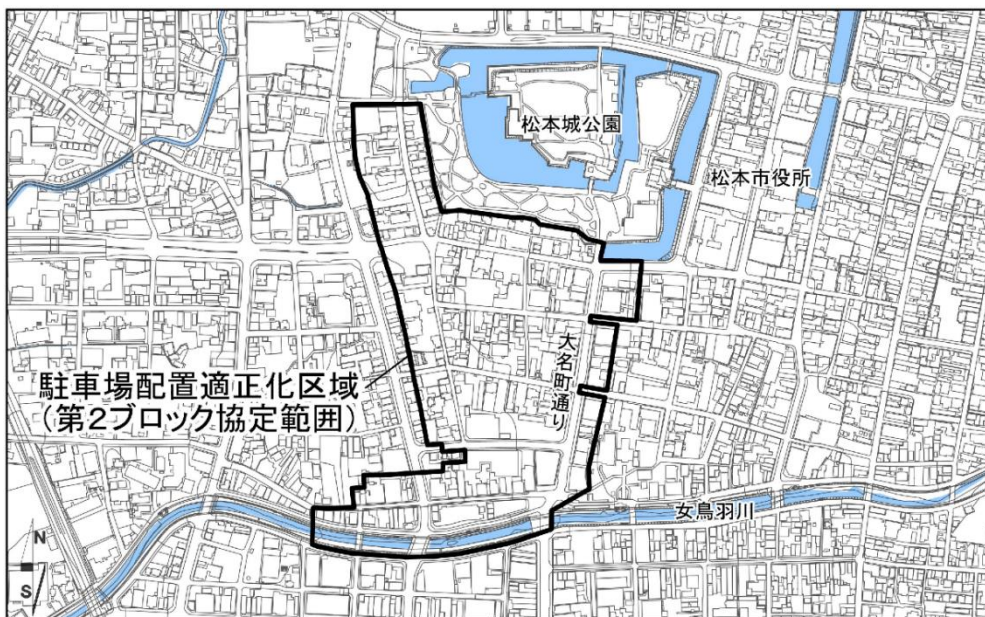 松本城公園
松本市役所
大名町通り
駐車場配置適正化区域
(第2ブロック協定範囲)
女鳥羽川
N
S